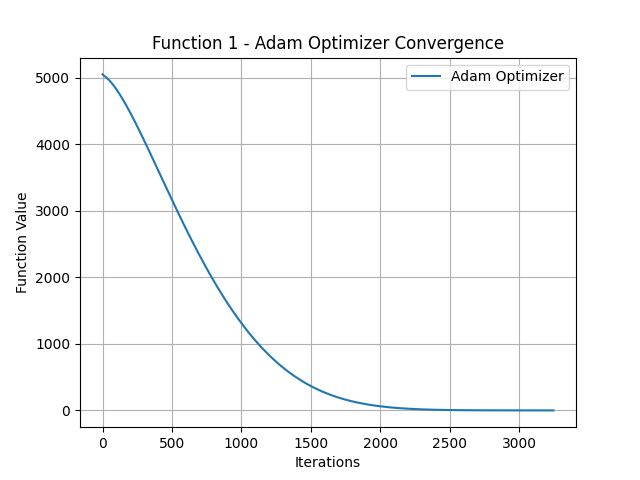 Function 1 - Adam Optimizer Convergence
Adam Optimizer
Function Value
5000
4000
3000
2000
1000
0
0 500 1000 1500 2000 2500 3000
Iterations